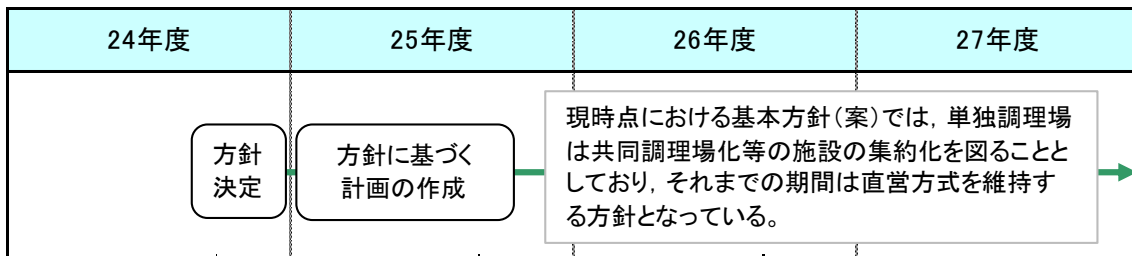 24年度
25年度
26年度
27年度
方針
決定
方針に基づく
計画の作成
現時点における基本方針(案)では, 単独調理場
は共同調理場化等の施設の集約化を図ることと
しており, それまでの期間は直営方式を維持す
る方針となっている。